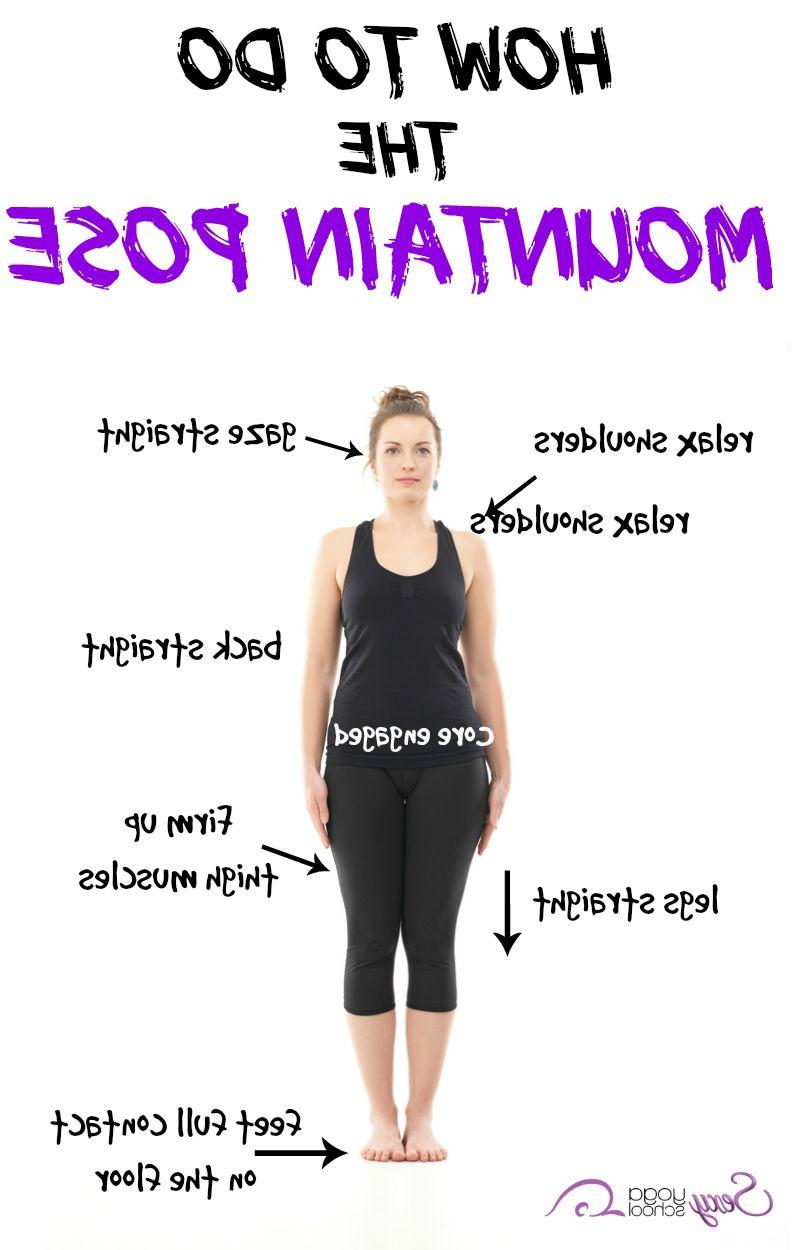 HOW TO DO
THE
MOUNTAIN POSE
gaze straight
relax shoulders
relax shoulders
back straight
core engaged
Firm up
thigh muscles
legs straight
Feet full contact
on the floor
Sexy yoga
school